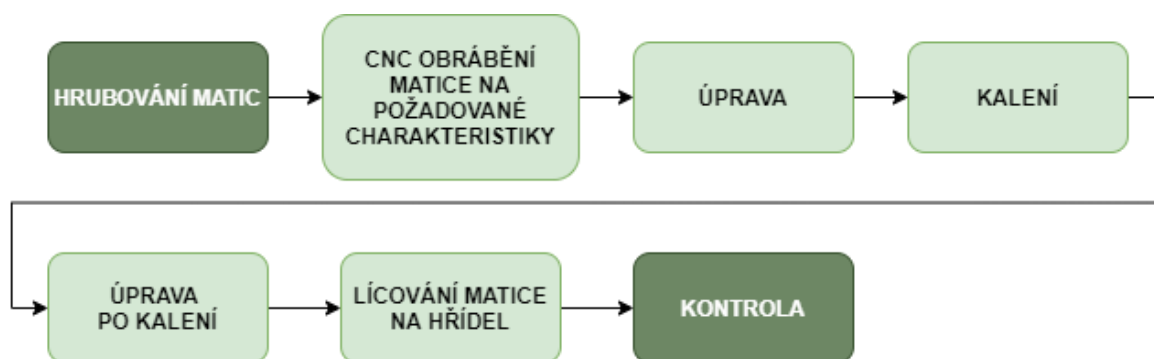 HRUBOVÁNÍ MATIC
CNC OBRÁBĚNÍ
MATICE NA
POŽADOVANÉ
CHARAKTERISTIKY
ÚPRAVA
KALENÍ
ÚPRAVA
PO KALENÍ
LÍCOVÁNÍ MATICE
NA HŘÍDEL
KONTROLA